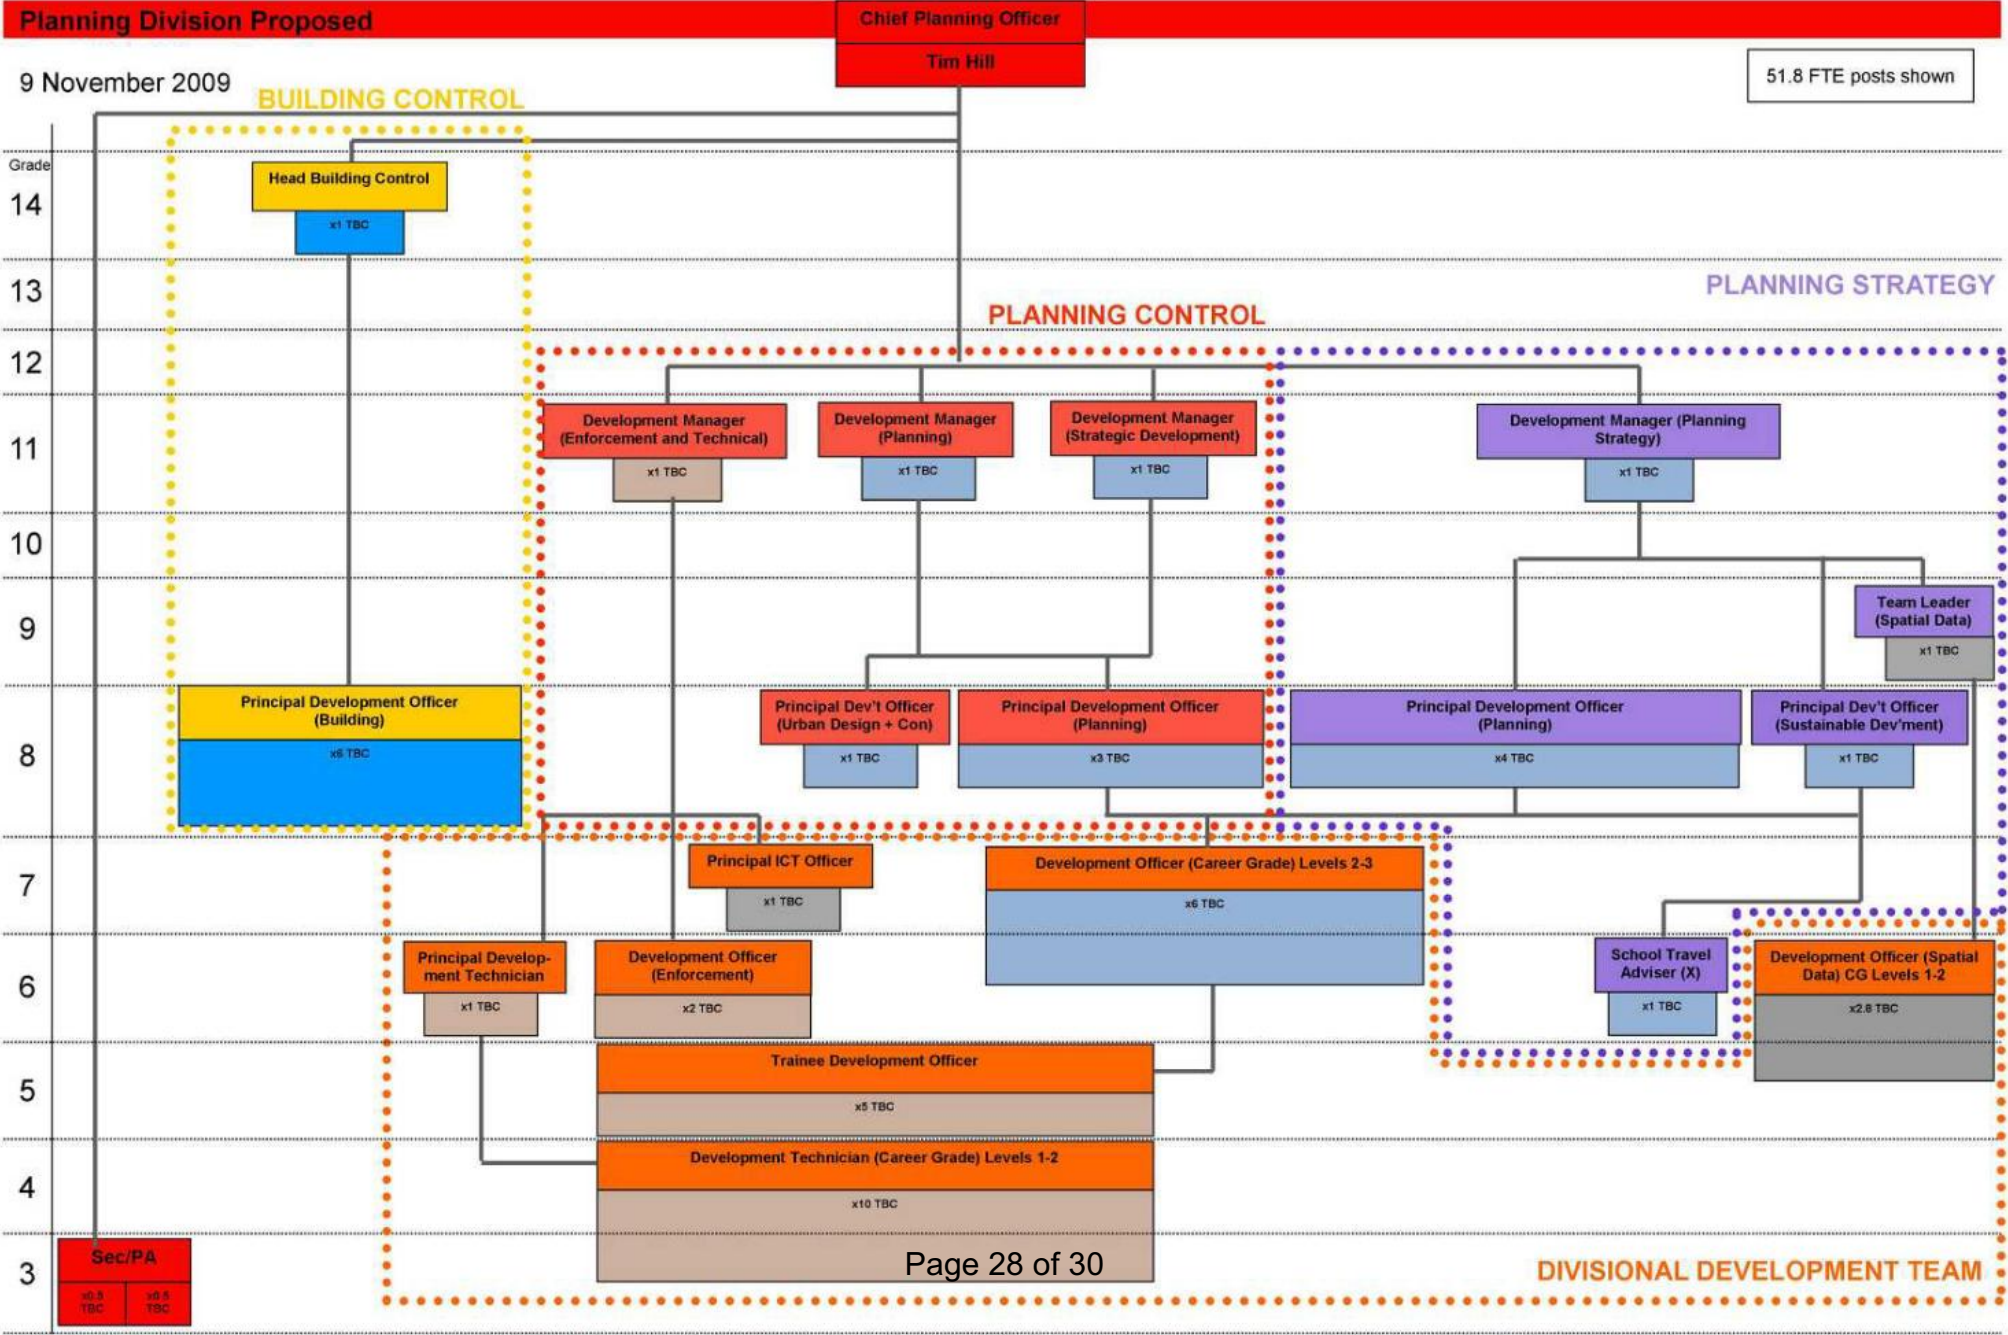 Planning Division Proposed
Chief Planning Officer
Tim Hill
9 November 2009
51.8 FTE posts shown
BUILDING CONTROL
Grade
14
Head Building Control
x1 TBC
13
PLANNING STRATEGY
PLANNING CONTROL
12
11
Development Manager
(Enforcement and Technical)
x1 TBC
Development Manager
(Planning)
x1 TBC
Development Manager
(Strategic Development)
x1 TBC
Development Manager (Planning
Strategy)
x1 TBC
10
9
Team Leader
(Spatial Data)
x1 TBC
8
Principal Development Officer
(Building)
x6 TBC
Principal Dev't Officer
(Urban Design + Con)
x1 TBC
Principal Development Officer
(Planning)
x3 TBC
Principal Development Officer
(Planning)
x4 TBC
Principal Dev't Officer
(Sustainable Dev'ment)
x1 TBC
7
Principal ICT Officer
x1 TBC
Development Officer (Career Grade) Levels 2-3
x6 TBC
6
Principal Develop-
ment Technician
x1 TBC
Development Officer
(Enforcement)
x2 TBC
School Travel
Adviser (X)
x1 TBC
Development Officer (Spatial
Data) CG Levels 1-2
x2.8 TBC
5
Trainee Development Officer
x5 TBC
4
Development Technician (Career Grade) Levels 1-2
x10 TBC
3
Sec/PA
x0.5
TBC
x0.5
TBC
Page 28 of 30
DIVISIONAL DEVELOPMENT TEAM